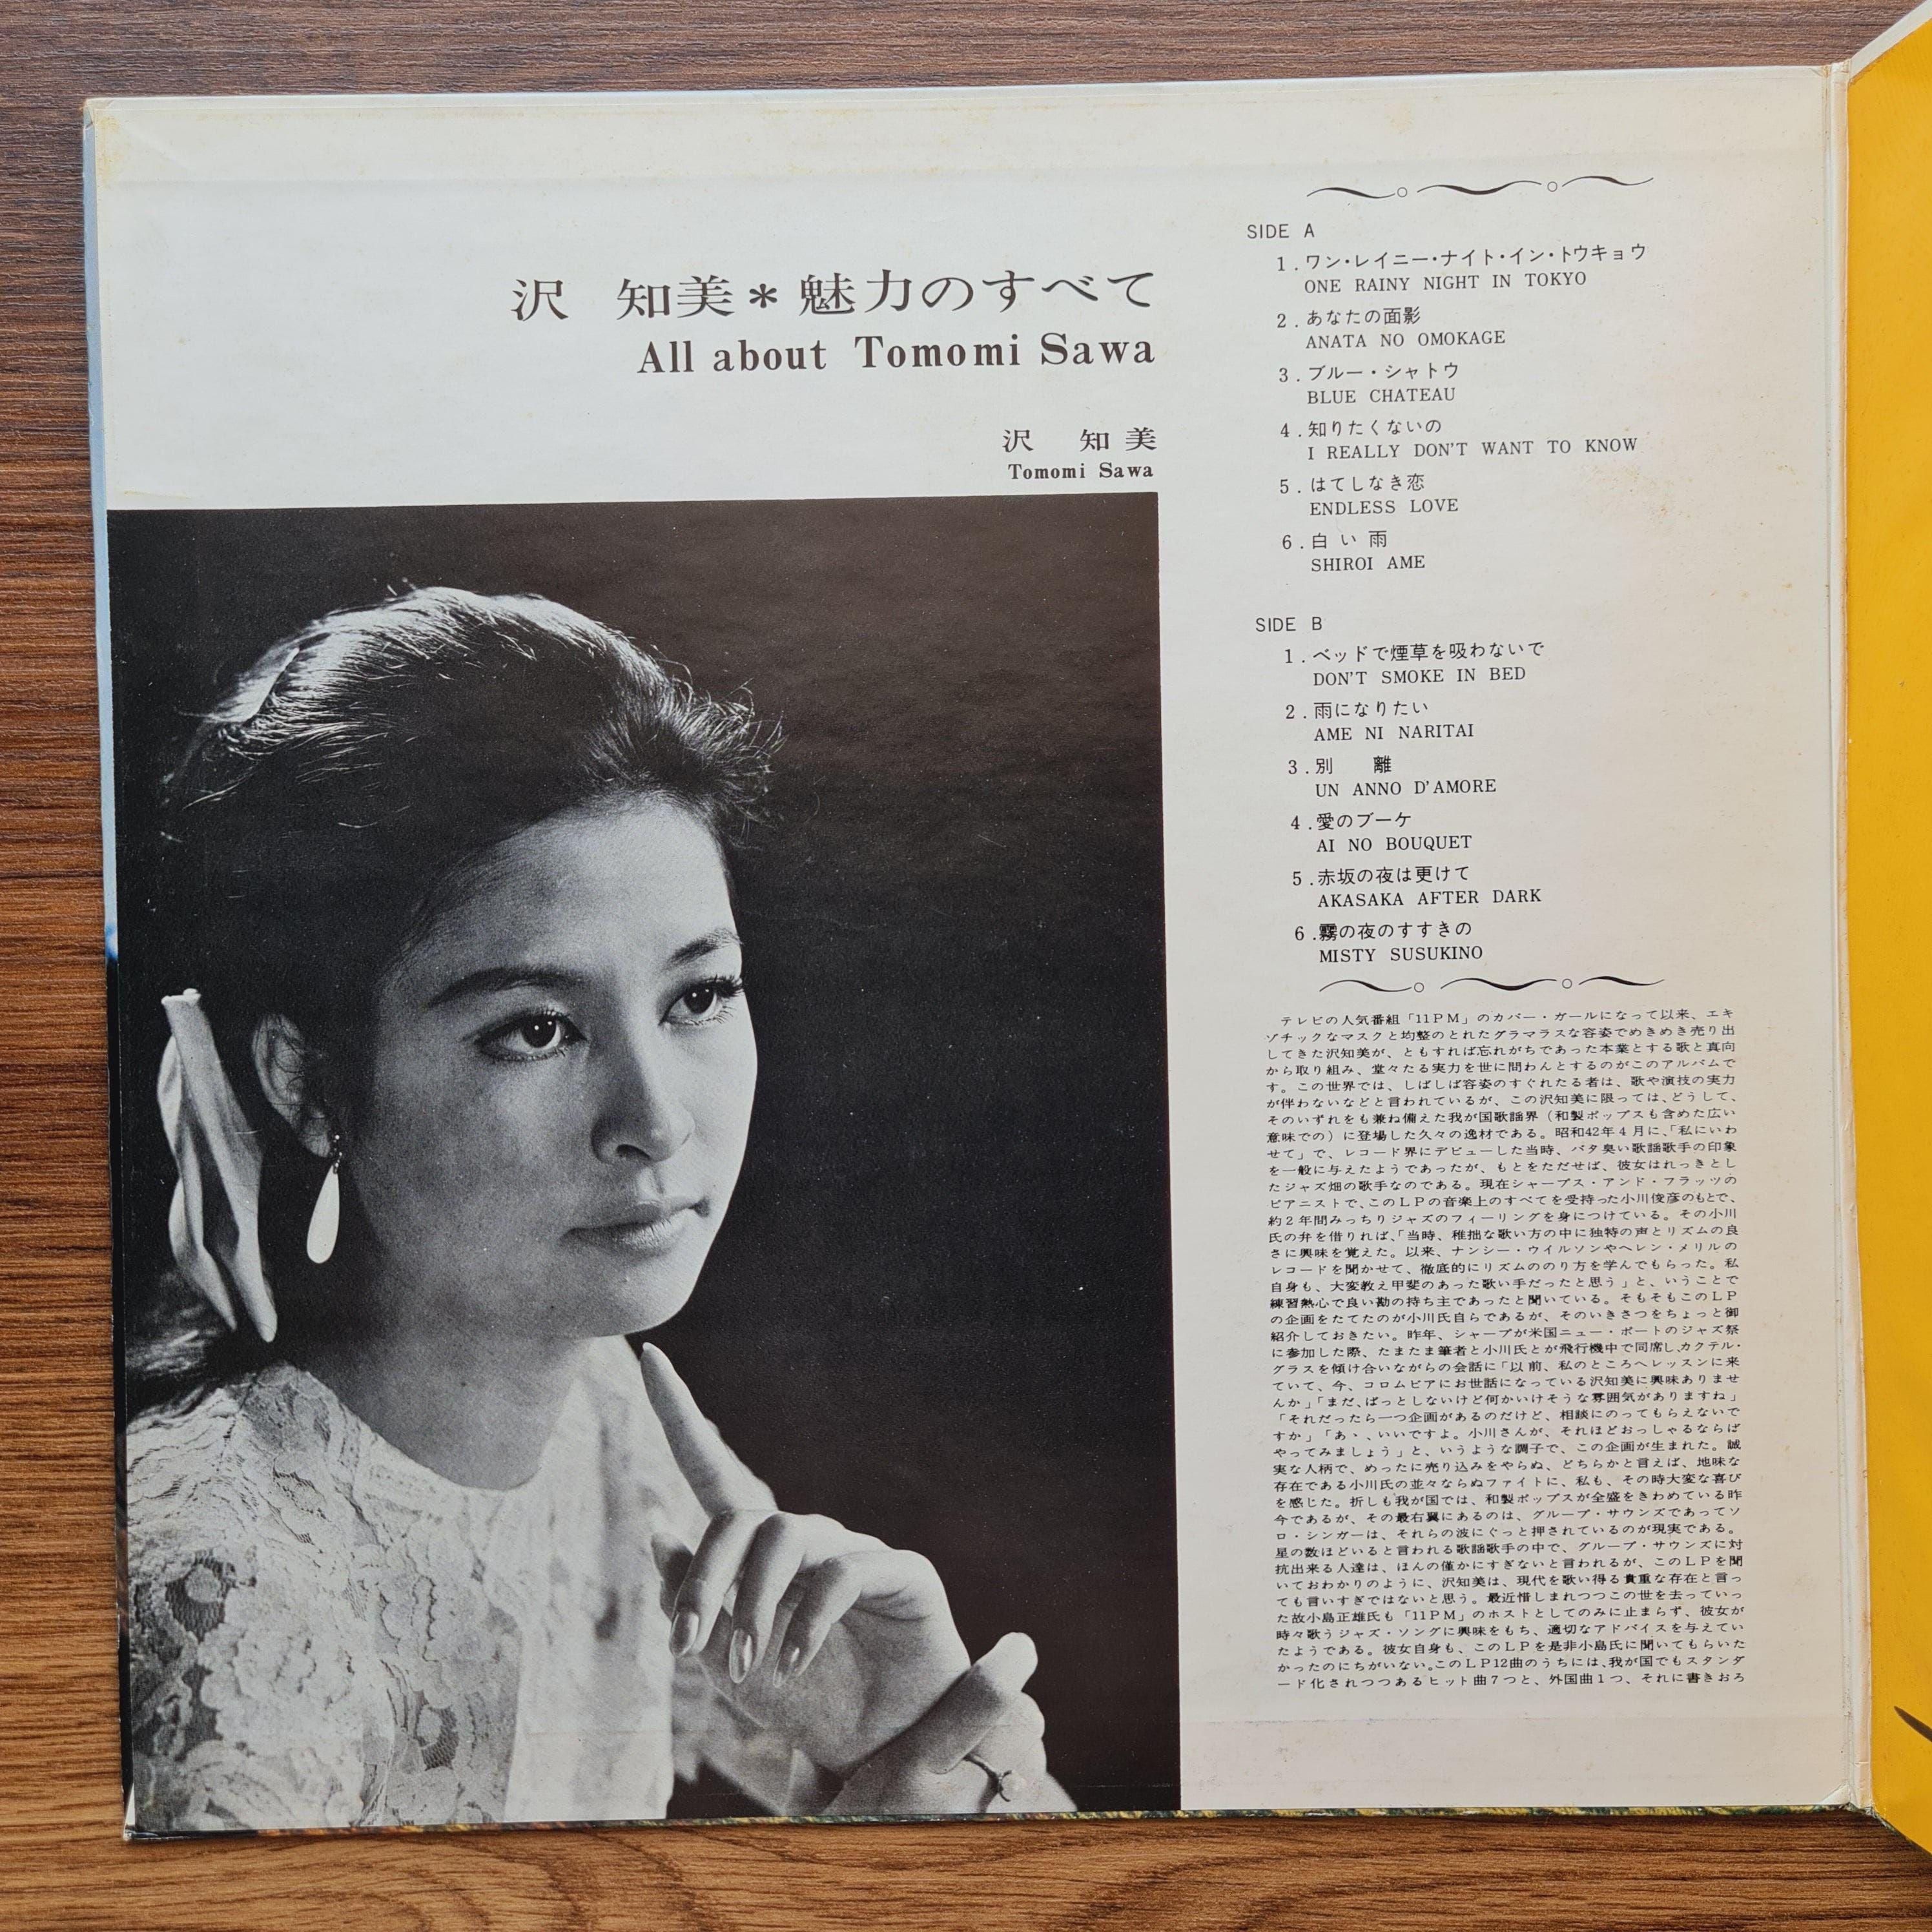 沢 知美＊魅力のすべて
All about Tomomi Sawa
沢 知美
Tomomi Sawa
SIDE A
1．ワン・レイニー・ナイト・イン・トウキョウ
ONE RAINY NIGHT IN TOKYO
2．あなたの面影
ANATA NO OMOKAGE
3．ブルー・シャトウ
BLUE CHATEAU
4．知りたくないの
I REALLY DON'T WANT TO KNOW
5．はてしなき恋
ENDLESS LOVE
6．白い雨
SHIROI AME
SIDE B
1．ベッドで煙草を吸わないで
DON'T SMOKE IN BED
2．雨になりたい
AME NI NARITAI
3．別 離
UN ANNO D'AMORE
4．愛のブーケ
AI NO BOUQUET
5．赤坂の夜は更けて
AKASAKA AFTER DARK
6．霧の夜のすすきの
MISTY SUSUKINO
テレビの人気番組「11PM」のカバー・ガールになって以来、エキ
ゾチックなマスクと均整のとれたグラマラスな容姿でめきめき売り出
してきた沢知美が、ともすれば忘れがちであった本業とする歌と真向
から取り組み、堂々たる実力を世に問わんとするのがこのアルバムで
す。この世界では、しばしば容姿のすぐれたる者は、歌や演技の実力
が伴わないなどと言われているが、この沢知美に限っては、どうして、
そのいずれをも兼ね備えた我が国歌謡界（和製ポップスも含めた広い
意味での）に登場した久々の逸材である。昭和42年4月に、「私にいわ
せて」で、レコード界にデビューした当時、バタ臭い歌謡歌手の印象
を一般に与えたようであったが、もとをただせば、彼女はれっきとし
たジャズ畑の歌手なのである。現在シャープス・アンド・フラッツの
ピアニストで、このＬＰの音楽上のすべてを受持った小川俊彦のもとで、
約2年間みっちりジャズのフィーリングを身につけている。その小川
氏の弁を借りれば、「当時、稚拙な歌い方の中に独特の声とリズムの良
さに興味を覚えた。以来、ナンシー・ウイルソンやヘレン・メリルの
レコードを聞かせて、徹底的にリズムののり方を学んでもらった。私
自身も、大変教え甲斐のあった歌い手だったと思う」と、いうことで
練習熱心で良い勘の持ち主であったと聞いている。そもそもこのＬＰ
の企画をたてたのが小川氏自らであるが、そのいきさつをちょっと御
紹介しておきたい。昨年、シャープが米国ニュー・ポートのジャズ祭
に参加した際、たまたま筆者と小川氏とが飛行機中で同席し、カクテル・
グラスを傾け合いながらの会話に「以前、私のところへレッスンに来
ていて、今、コロムビアにお世話になっている沢知美に興味ありませ
んか」「まだ、ぱっとしないけど何かいけそうな雰囲気がありますね」
「それだったら一つ企画があるのだけど、相談にのってもらえないで
すか」「あゝ、いいですよ。小川さんが、それほどおっしゃるならば
やってみましょう」と、いうような調子で、この企画が生まれた。誠
実な人柄で、めったに売り込みをやらぬ、どちらかと言えば、地味な
存在である小川氏の並々ならぬファイトに、私も、その時大変な喜び
を感じた。折しも我が国では、和製ポップスが全盛をきわめている昨
今であるが、その最右翼にあるのは、グループ・サウンズであってソ
ロ・シンガーは、それらの波にぐっと押されているのが現実である。
星の数ほどいると言われる歌謡歌手の中で、グループ・サウンズに対
抗出来る人達は、ほんの僅かにすぎないと言われるが、このＬＰを聞
いておわかりのように、沢知美は、現代を歌い得る貴重な存在と言っ
ても言いすぎではないと思う。最近惜しまれつつこの世を去っていっ
た故小島正雄氏も「11PM」のホストとしてのみに止まらず、彼女が
時々歌うジャズ・ソングに興味をもち、適切なアドバイスを与えてい
たようである。彼女自身も、このＬＰを是非小島氏に聞いてもらいた
かったのにちがいない。このＬＰ12曲のうちには、我が国でもスタンダ
ード化されつつあるヒット曲7つと、外国曲1つ、それに書きおろ